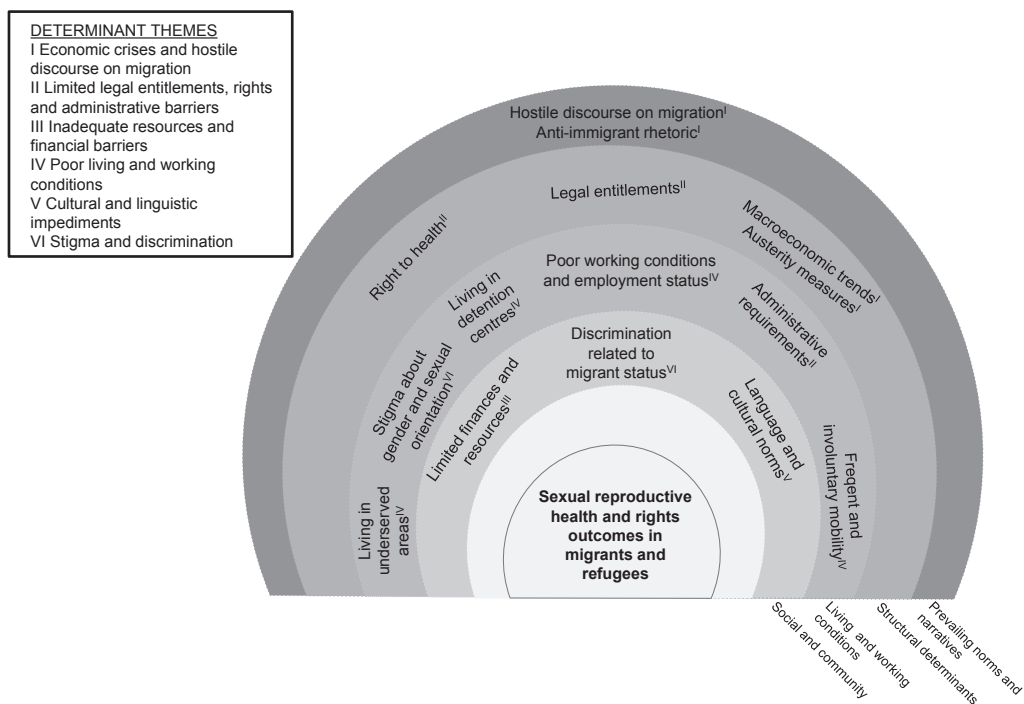 DETERMINANT THEMES
I Economic crises and hostile
discourse on migration
II Limited legal entitlements, rights
and administrative barriers
III Inadequate resources and
financial barriers
IV Poor living and working
conditions
V Cultural and linguistic
impediments
VI Stigma and discrimination
Hostile discourse on migrationᴵ
Anti-immigrant rhetoricᴵ
Legal entitlementsᴵᴵ
Right to healthᴵᴵ
Macroeconomic trendsᴵ
Austerity measuresᴵ
Poor working conditions
and employment statusᴵⱽ
Living in
detention
centresᴵⱽ
Administrative
requirementsᴵᴵ
Stigma about
gender and sexual
orientationⱽᴵ
Living in
underserved
areasᴵⱽ
Freqent and
involuntary mobilityᴵⱽ
Discrimination
related to
migrant statusⱽᴵ
Limited finances and
resourcesᴵᴵᴵ
Language and
cultural normsⱽ
Sexual reproductive
health and rights
outcomes in
migrants and
refugees
Social and community
Living and working
conditions
Structural determinants
Prevailing norms and
narratives